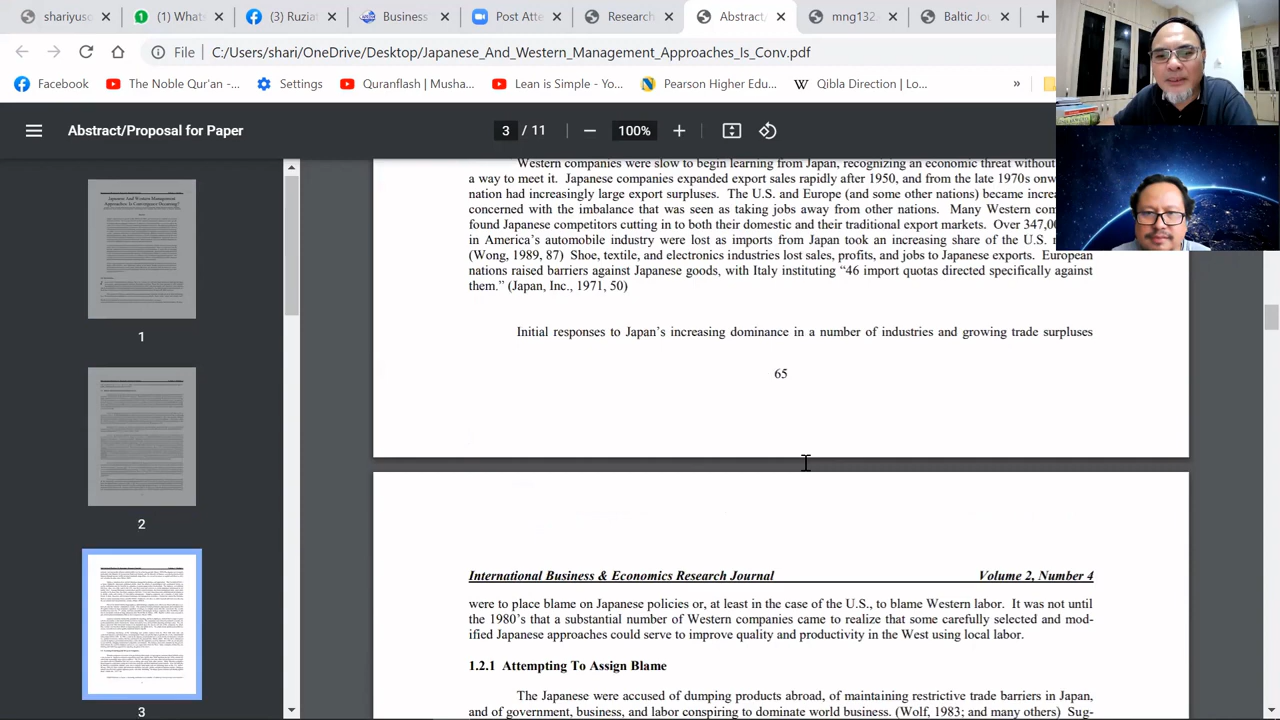 shariyuso
(1) What
(3) Ruzia
Business
Post Atte
Research
Abstract/
mng132
Baltic Jou
File
C:/Users/shari/OneDrive/Desktop/Japanese_And_Western_Management_Approaches_Is_Conv.pdf
Facebook
The Noble Qur'an -...
Settings
Quranflash | Musha...
Lean is Simple - Yo...
Pearson Higher Edu...
Qibla Direction | Lo...
»
Abstract/Proposal for Paper
3 / 11
100%
1
2
3
Western companies were slow to begin learning from Japan, recognizing an economic threat without
a way to meet it. Japanese companies expanded export sales rapidly after 1950, and from the late 1970s
nation had increasingly large export surpluses. The U.S. and Europe (and some other nations) became
concerned with the imbalance that was seen as taking jobs away from other nations. Many Western
found Japanese competitors cutting in to both their domestic and their traditional export markets. Over
in America's automobile industry were lost as imports from Japan took an increasing share of the U.S.
(Wong, 1989, 87) Shoe, textile, and electronics industries lost sales, profits, and jobs to Japanese exports. European
nations raised barriers against Japanese goods, with Italy instituting "46 import quotas directed specifically against
them." (Japan, Inc., 1971, 50)
Initial responses to Japan's increasing dominance in a number of industries and growing trade surpluses
65
International Business & Economics Research Journal Volume 2, Number 4
were to place blame on Japanese policies or, at least in the case of the U.S., to blame Western labor. It was not until
the 1980's that a substantial number of Western companies came to realize that some carefully selected and mod-
ified Japanese approaches could serve to improve quality and productivity in the West using local labor.
1.2.1 Attempting To Assign Blame
The Japanese were accused of dumping products abroad, of maintaining restrictive trade barriers in Japan,
and of government, business, and labor conspiring to dominate world business. (Wolf, 1983; and many others) Sug-